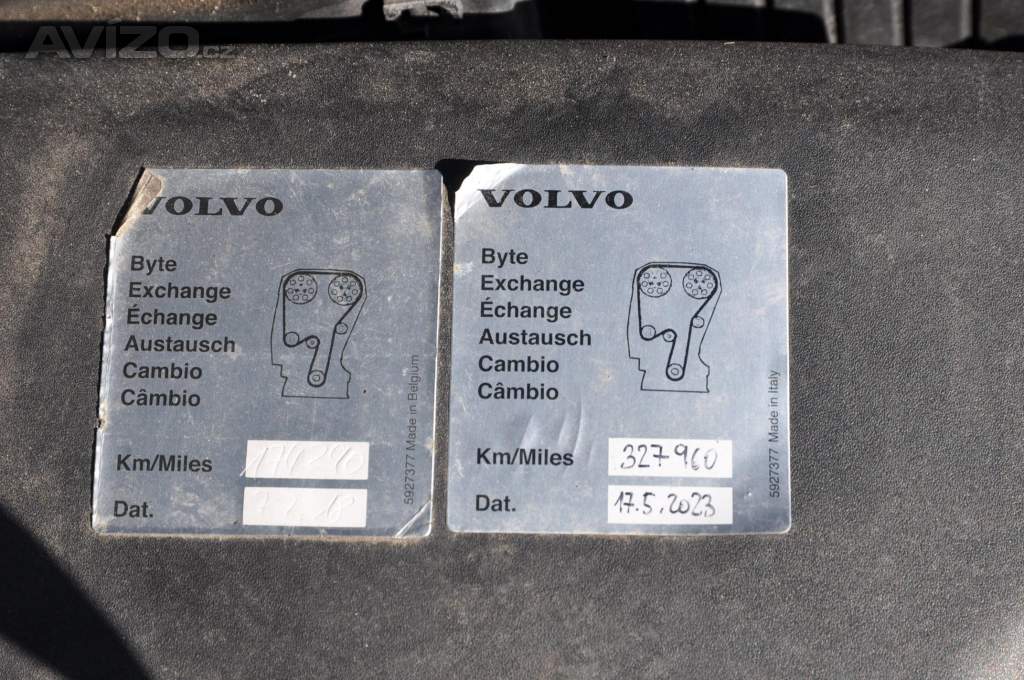 AVÍZO.cz
VOLVO
Byte
Exchange
Échange
Austausch
Cambio
Câmbio
Km/Miles
Dat.
5927377 Made in Belgium
VOLVO
Byte
Exchange
Échange
Austausch
Cambio
Câmbio
Km/Miles 327960
Dat. 17.5.2023
5927377 Made in Italy